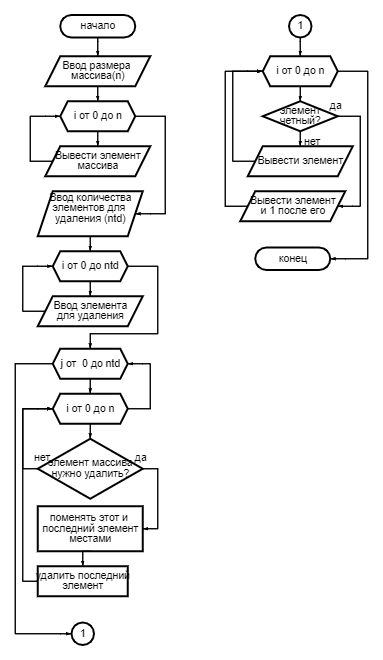 начало
Ввод размера
массива(n)
i от 0 до n
Вывести элемент
массива
Ввод количества
элементов для
удаления (ntd)
i от 0 до ntd
Ввод элемента
для удаления
j от 0 до ntd
i от 0 до n
нет
да
элемент массива
нужно удалить?
поменять этот и
последний элемент
местами
удалить последний
элемент
1
1
i от 0 до n
элемент
четный?
да
нет
Вывести элемент
Вывести элемент
и 1 после его
конец